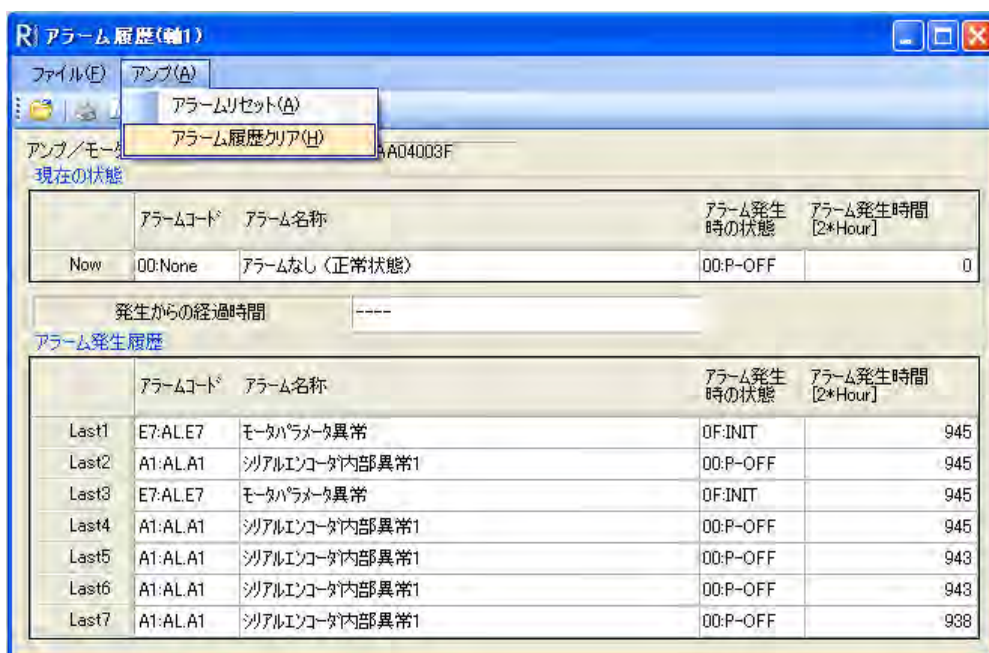 アラーム履歴(軸1)
ファイル(F) アンプ(A)
アラームリセット(A)
アラーム履歴クリア(H)
アンプ/モータ AA04003F
現在の状態
アラームコード アラーム名称 アラーム発生時の状態 アラーム発生時間[2*Hour]
Now 00:None アラームなし(正常状態) 00:P-OFF 0
発生からの経過時間 ----
アラーム発生履歴
アラームコード アラーム名称 アラーム発生時の状態 アラーム発生時間[2*Hour]
Last1 E7:AL.E7 モータパラメータ異常 0F:INIT 945
Last2 A1:AL.A1 シリアルエンコーダ内部異常1 00:P-OFF 945
Last3 E7:AL.E7 モータパラメータ異常 0F:INIT 945
Last4 A1:AL.A1 シリアルエンコーダ内部異常1 00:P-OFF 945
Last5 A1:AL.A1 シリアルエンコーダ内部異常1 00:P-OFF 943
Last6 A1:AL.A1 シリアルエンコーダ内部異常1 00:P-OFF 943
Last7 A1:AL.A1 シリアルエンコーダ内部異常1 00:P-OFF 938